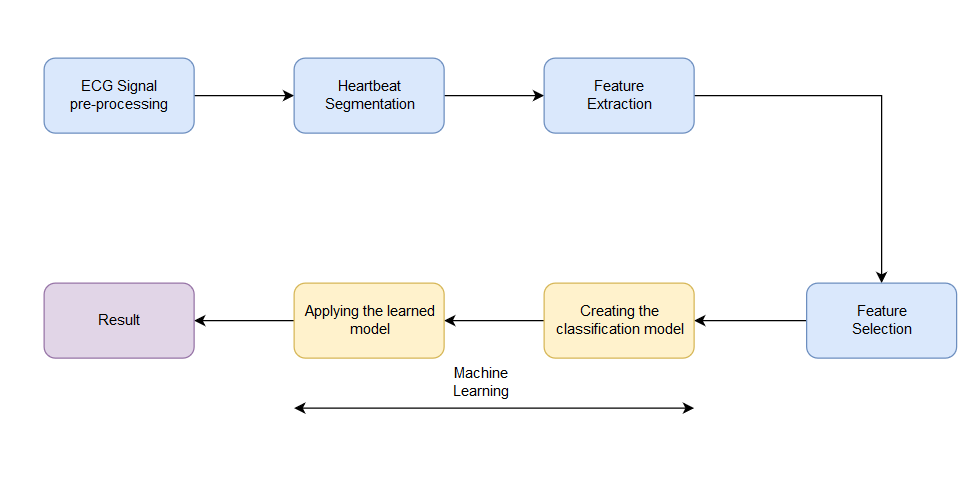 ECG Signal
pre-processing
Heartbeat
Segmentation
Feature
Extraction
Result
Applying the learned
model
Creating the
classification model
Feature
Selection
Machine
Learning